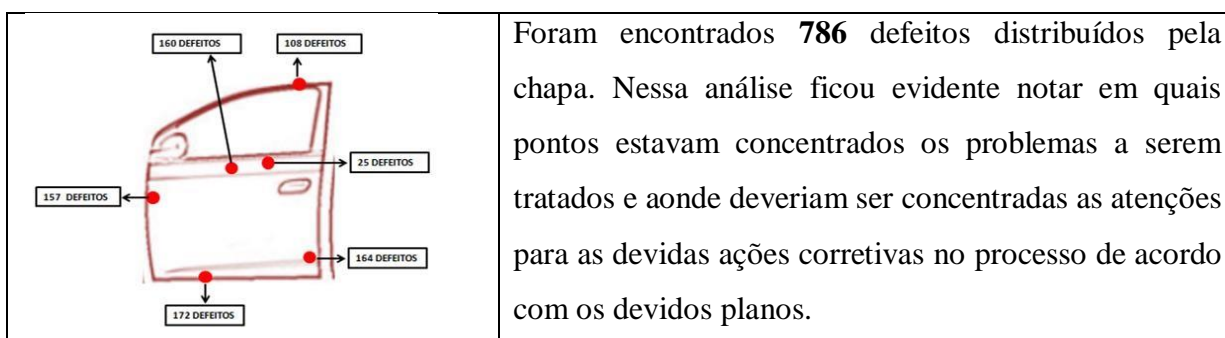 160 DEFEITOS
108 DEFEITOS
25 DEFEITOS
157 DEFEITOS
164 DEFEITOS
172 DEFEITOS
Foram encontrados 786 defeitos distribuídos pela
chapa. Nessa análise ficou evidente notar em quais
pontos estavam concentrados os problemas a serem
tratados e aonde deveriam ser concentradas as atenções
para as devidas ações corretivas no processo de acordo
com os devidos planos.